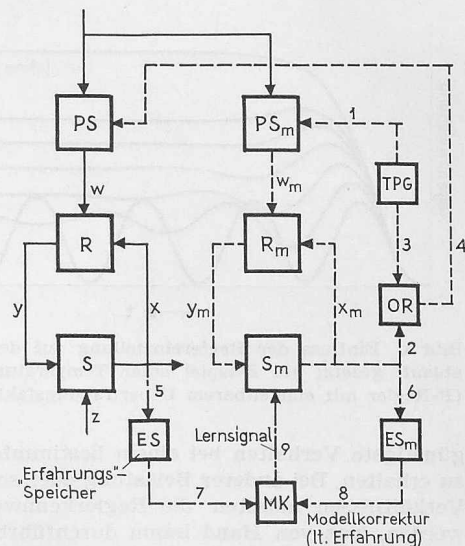 PS
PSm
1
TPG
w
wm
3
4
R
Rm
OR
y
x
ym
xm
2
Sm
5
6
z
ES
Lernsignal
9
ESm
"Erfahrungs-
Speicher"
7
MK
8
Modellkorrektur
(lt. Erfahrung)